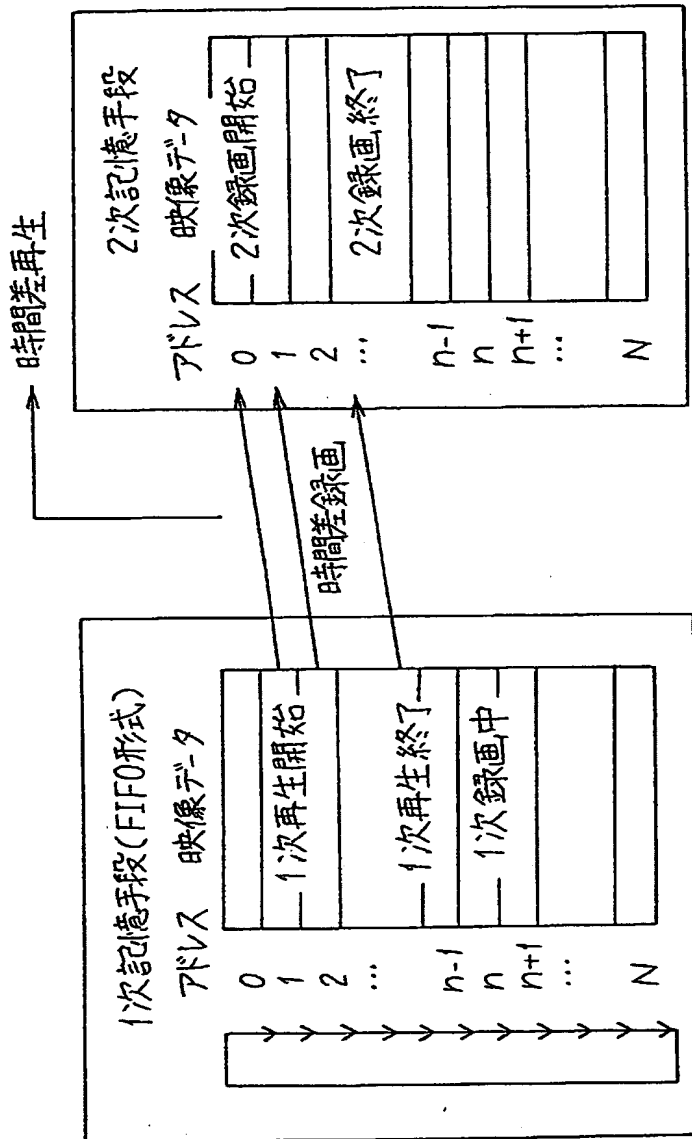 時間差再生
1次記憶手段(FIFO形式)
アドレス 映像データ
0
1 1次再生開始
2
...
n-1 1次再生終了
n 1次録画中
n+1
...
N
時間差録画
2次記憶手段
アドレス 映像データ
0 2次録画開始
1
2
... 2次録画終了
n-1
n
n+1
...
N